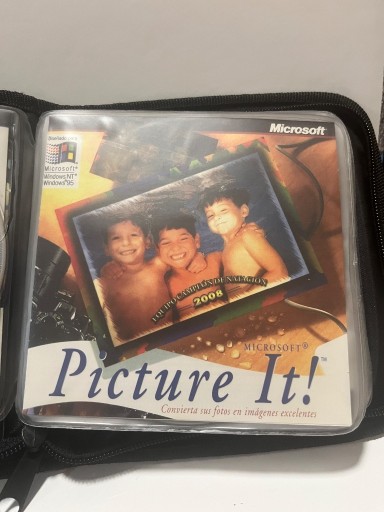 Microsoft
Microsoft®
Windows NT®
Windows®95
EQUIPO CAMPEÓN DE NATACIÓN
2008
MICROSOFT®
Picture It!™
Convierta sus fotos en imágenes excelentes